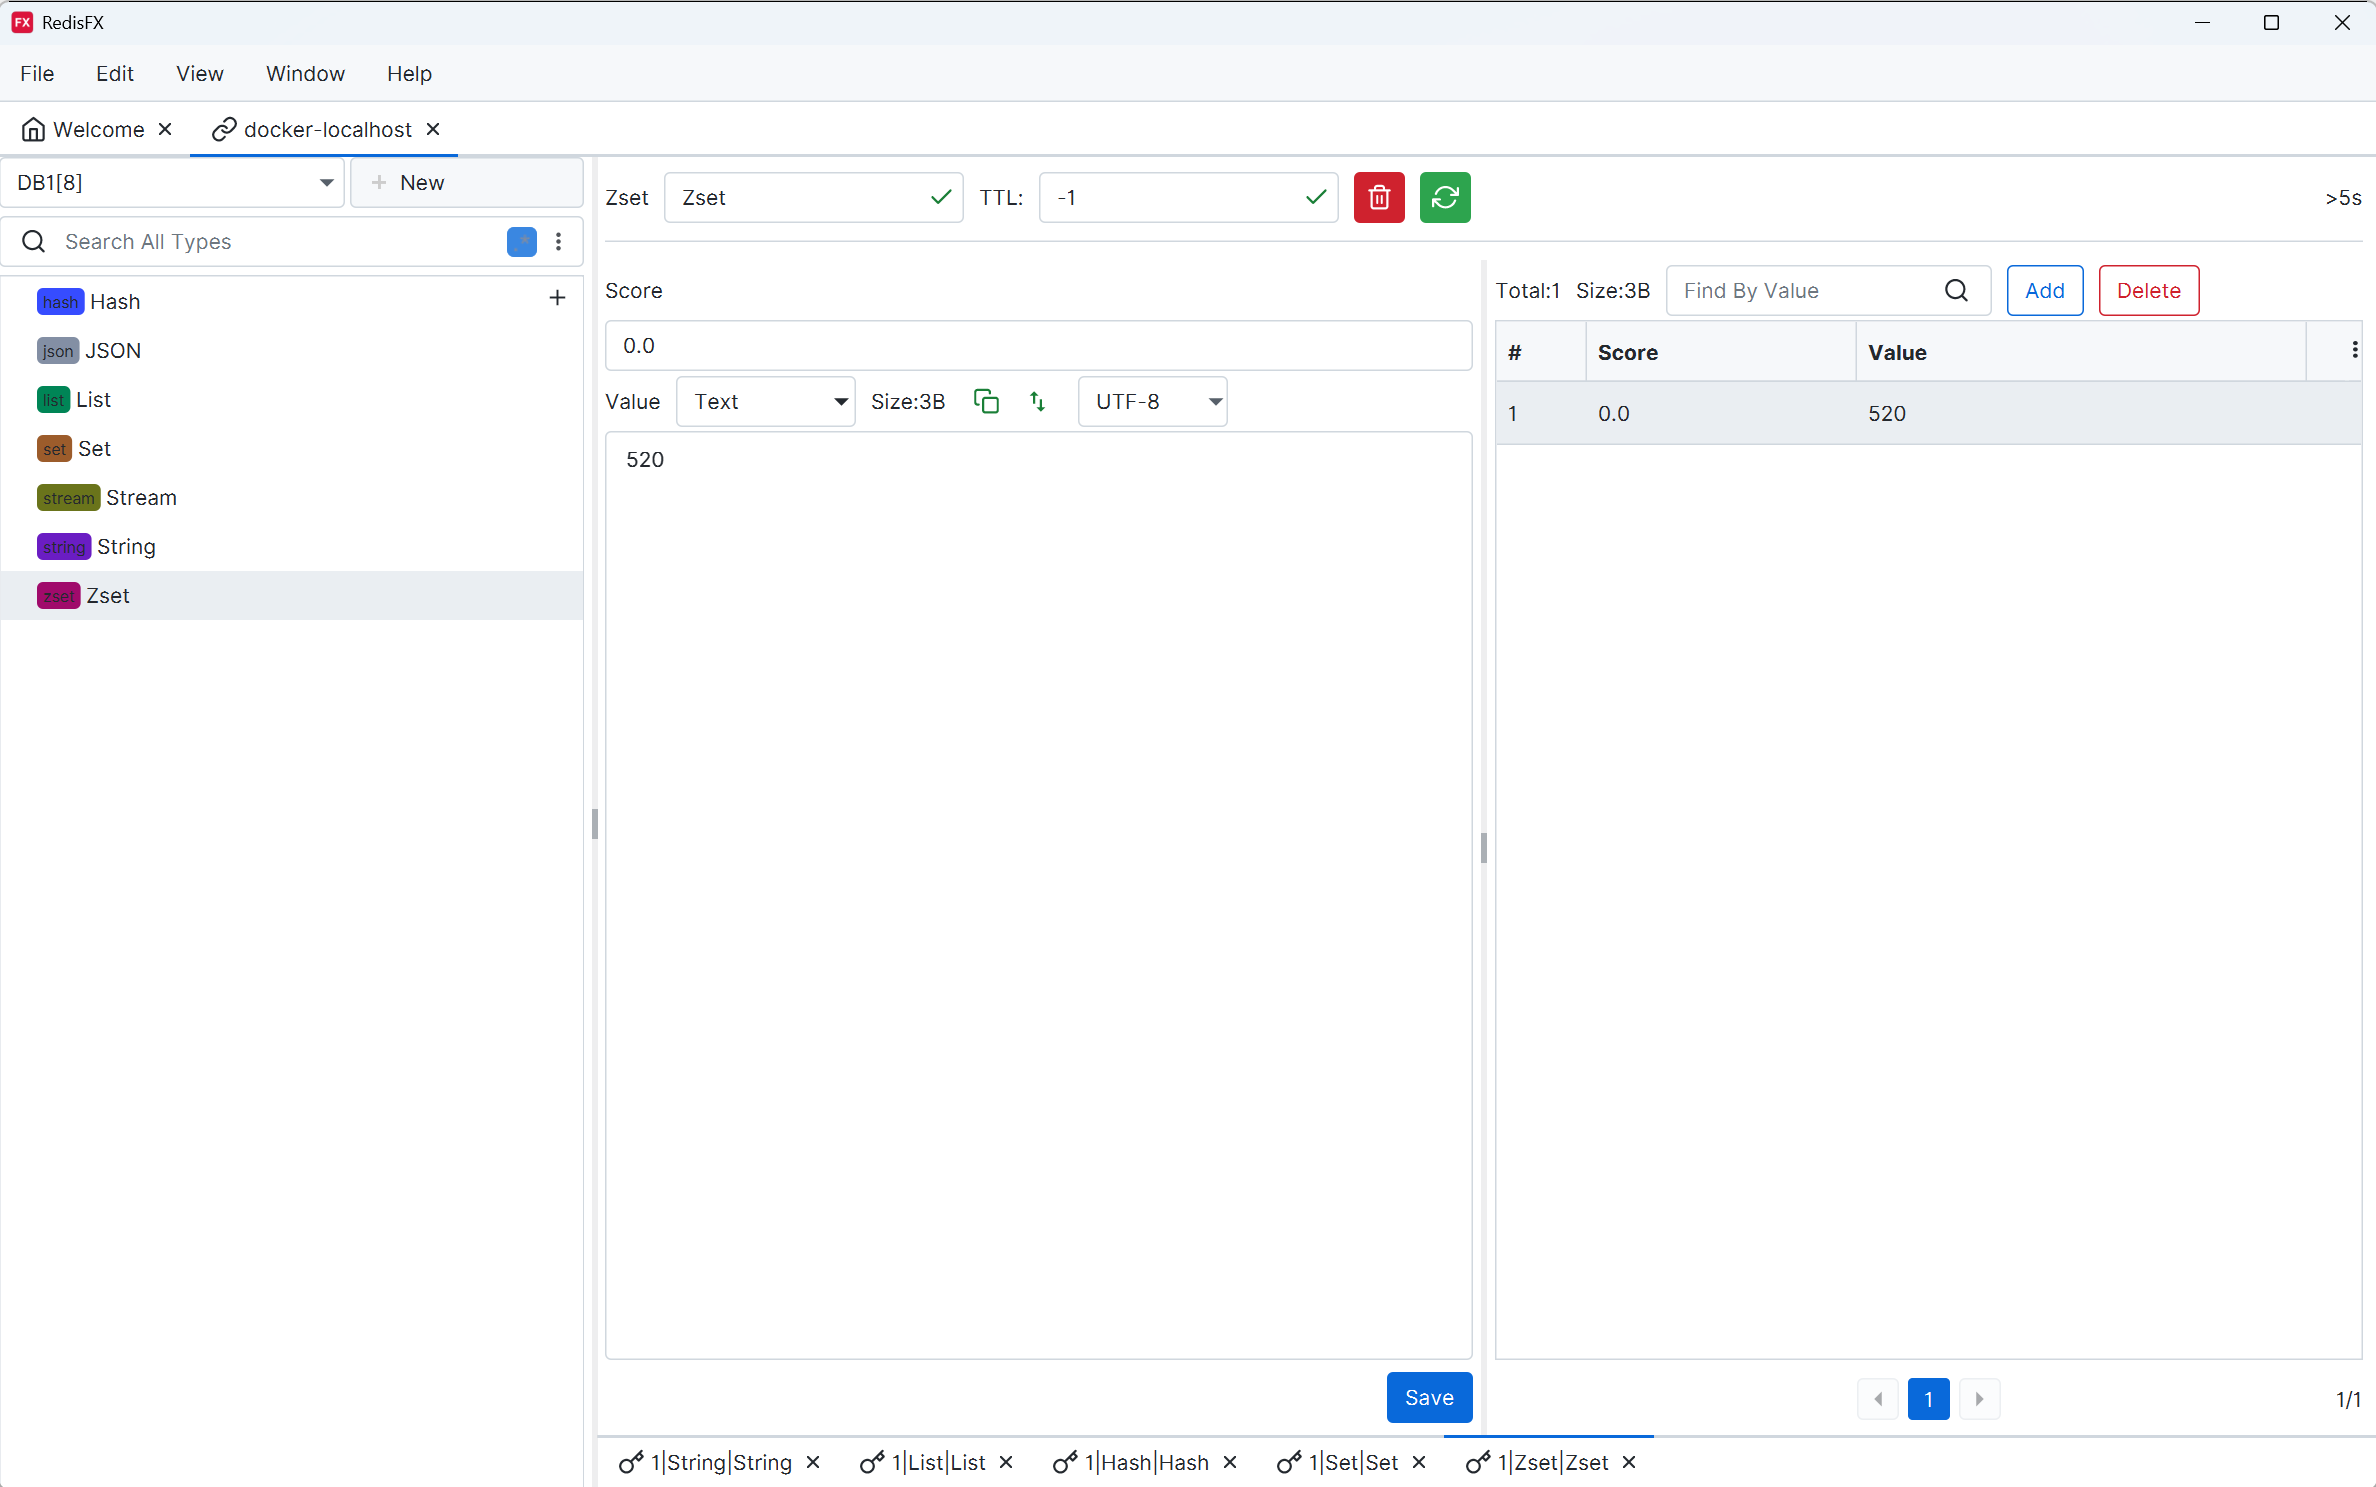 FX RedisFX
File Edit View Window Help
Welcome docker-localhost
DB1[8] + New
Search All Types .*
hash Hash
json JSON
list List
set Set
stream Stream
string String
zset Zset
Zset Zset TTL: -1 >5s
Score
0.0
Value Text Size:3B UTF-8
520
Save
Total:1 Size:3B Find By Value Add Delete
# Score Value
1 0.0 520
1 1/1
1|String|String 1|List|List 1|Hash|Hash 1|Set|Set 1|Zset|Zset